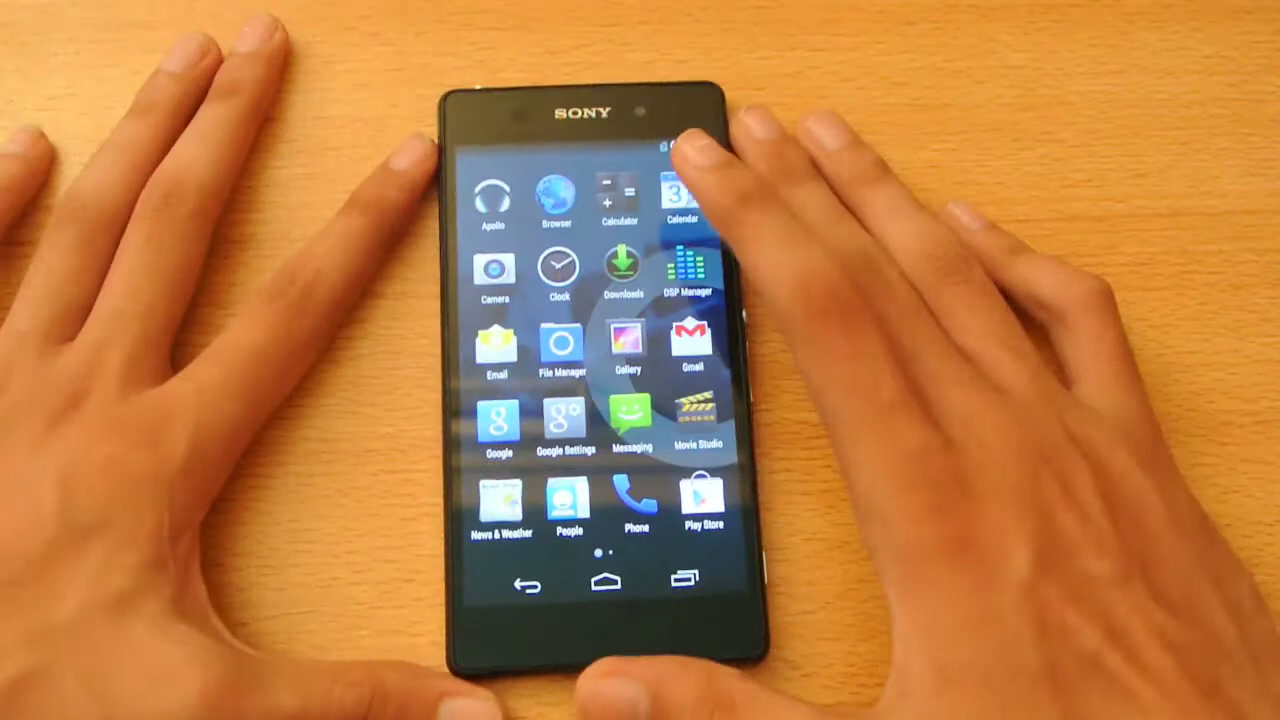 SONY
3
Apollo Browser Calculator Calendar
Camera Clock Downloads DSP Manager
Email File Manager Gallery Gmail
g g
Google Google Settings Messaging Movie Studio
News & Weather People Phone Play Store